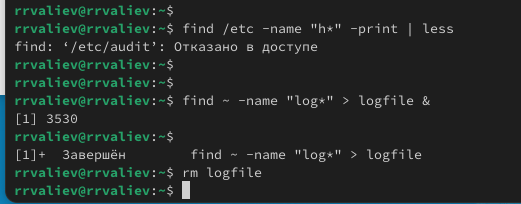 rrvaliev@rrvaliev:~$
rrvaliev@rrvaliev:~$ find /etc -name "h*" -print | less
find: ‘/etc/audit’: Отказано в доступе
rrvaliev@rrvaliev:~$
rrvaliev@rrvaliev:~$
rrvaliev@rrvaliev:~$ find ~ -name "log*" > logfile &
[1] 3530
rrvaliev@rrvaliev:~$
[1]+  Завершён        find ~ -name "log*" > logfile
rrvaliev@rrvaliev:~$ rm logfile
rrvaliev@rrvaliev:~$